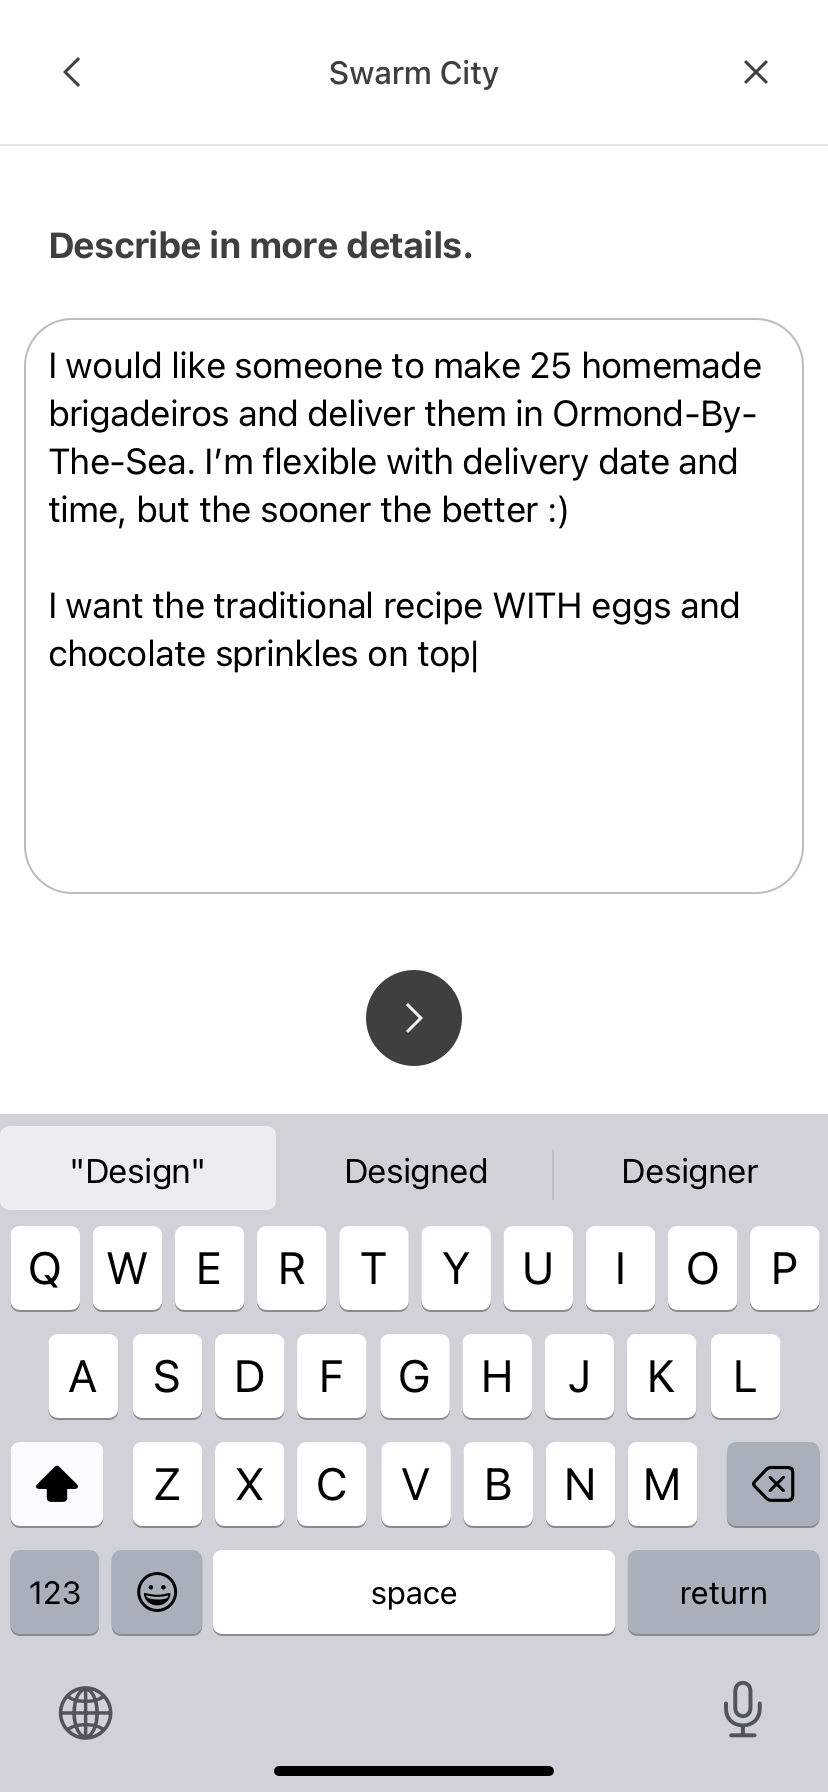 Swarm City
Describe in more details.
I would like someone to make 25 homemade
brigadeiros and deliver them in Ormond-By-
The-Sea. I’m flexible with delivery date and
time, but the sooner the better :)
I want the traditional recipe WITH eggs and
chocolate sprinkles on top
"Design" Designed Designer
Q W E R T Y U I O P
A S D F G H J K L
Z X C V B N M
123 space return